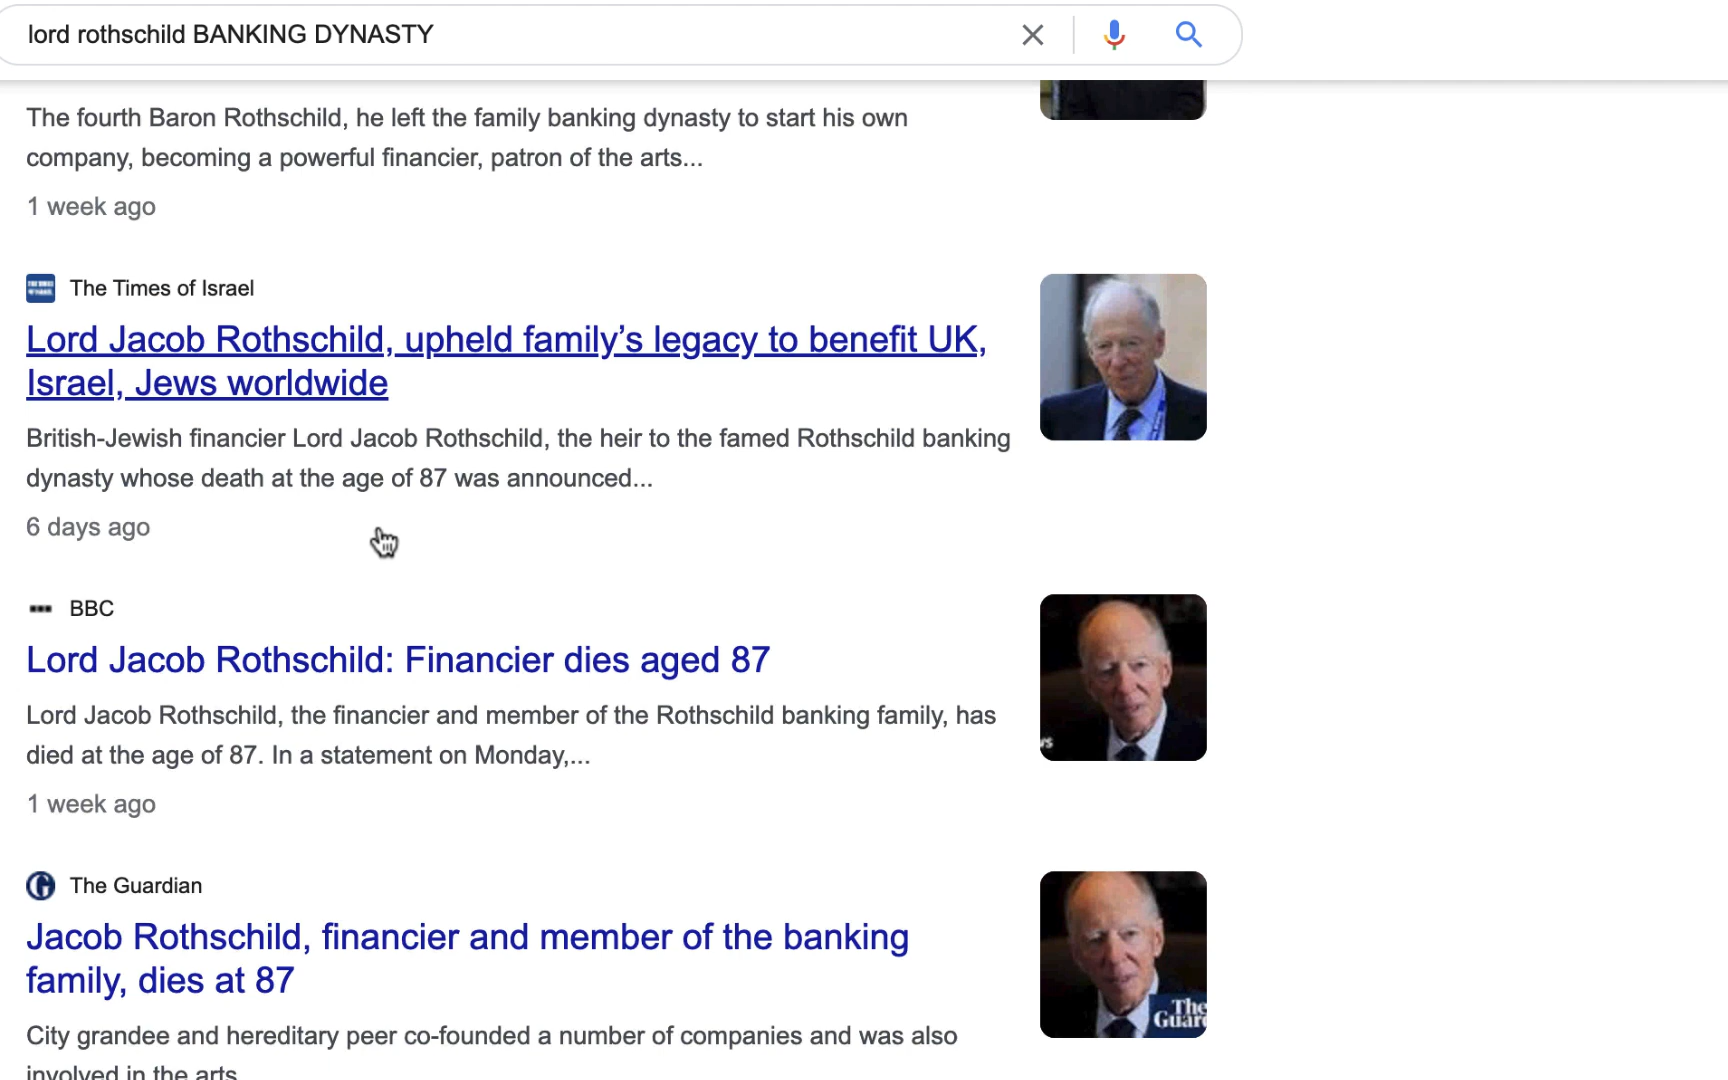 lord rothschild BANKING DYNASTY
The fourth Baron Rothschild, he left the family banking dynasty to start his own
company, becoming a powerful financier, patron of the arts...
1 week ago
The Times of Israel
Lord Jacob Rothschild, upheld family’s legacy to benefit UK,
Israel, Jews worldwide
British-Jewish financier Lord Jacob Rothschild, the heir to the famed Rothschild banking
dynasty whose death at the age of 87 was announced...
6 days ago
BBC
Lord Jacob Rothschild: Financier dies aged 87
Lord Jacob Rothschild, the financier and member of the Rothschild banking family, has
died at the age of 87. In a statement on Monday,...
1 week ago
The Guardian
Jacob Rothschild, financier and member of the banking
family, dies at 87
The
City grandee and hereditary peer co-founded a number of companies and was also
involved in the arts